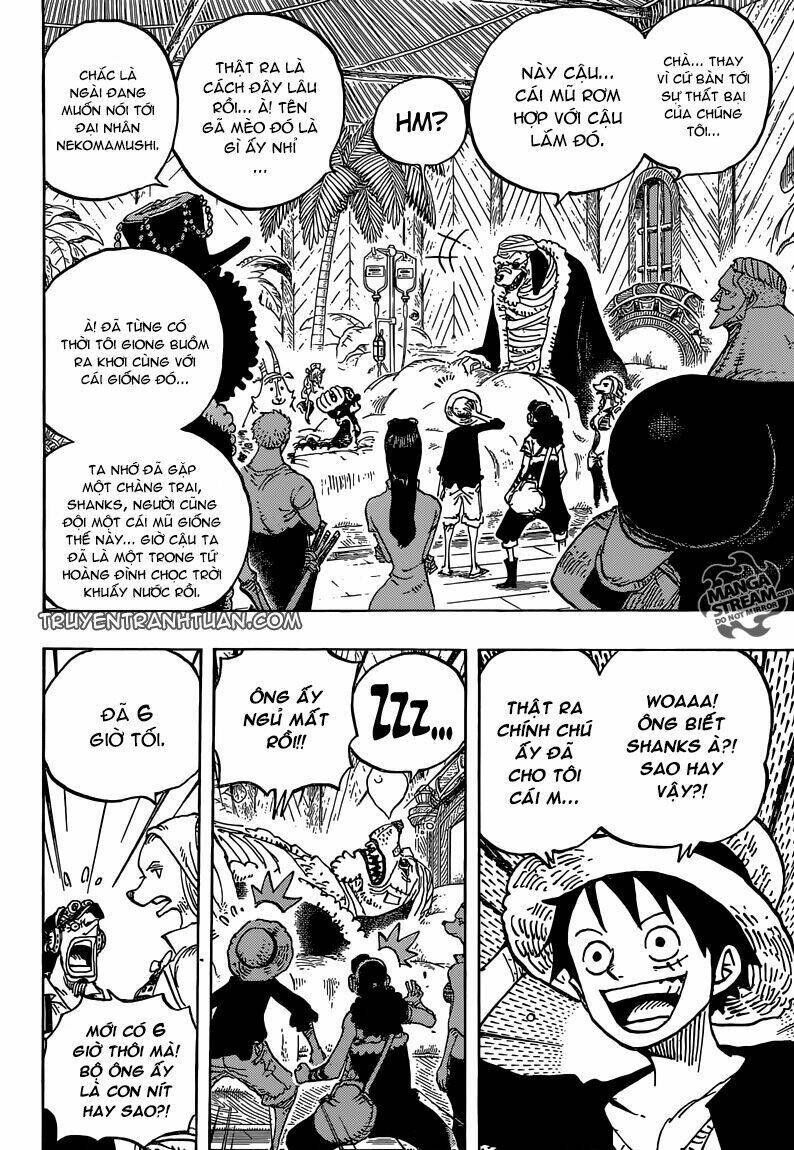 CHÀ... THAY
VÌ CỨ BÀN TỚI
SỰ THẤT BẠI
CỦA CHÚNG
TÔI...
NÀY CẬU...
CÁI MŨ RƠM
HỢP VỚI CẬU
LẮM ĐÓ.
HM?
THẬT RA LÀ
CÁCH ĐÂY LÂU
RỒI... À! TÊN
GÃ MÈO ĐÓ LÀ
GÌ ẤY NHỈ
...
CHẮC LÀ
NGÀI ĐANG
MUỐN NÓI TỚI
ĐẠI NHÂN
NEKOMAMUSHI.
À! ĐÃ TỪNG CÓ
THỜI TÔI GIONG BUỒM
RA KHƠI CÙNG VỚI
CÁI GIỐNG ĐÓ...
TA NHỚ ĐÃ GẶP
MỘT CHÀNG TRAI,
SHANKS, NGƯỜI CŨNG
ĐỘI MỘT CÁI MŨ GIỐNG
THẾ NÀY... GIỜ CẬU TA
ĐÃ LÀ MỘT TRONG TỨ
HOÀNG ĐÌNH CHỌC TRỜI
KHUẤY NƯỚC RỒI.
TRUYENTRANHTUAN.COM
MANGA
STREAM.COM
DO NOT MIRROR
WOAAA!
ÔNG BIẾT
SHANKS À?!
SAO HAY
VẬY?!
THẬT RA
CHÍNH CHÚ
ẤY ĐÃ
CHO TÔI
CÁI M...
ZZZ...
ÔNG ẤY
NGỦ MẤT
RỒI!!
ĐÃ 6
GIỜ TỐI.
MỚI CÓ 6
GIỜ THÔI MÀ!
BỘ ÔNG ẤY
LÀ CON NÍT
HAY SAO?!